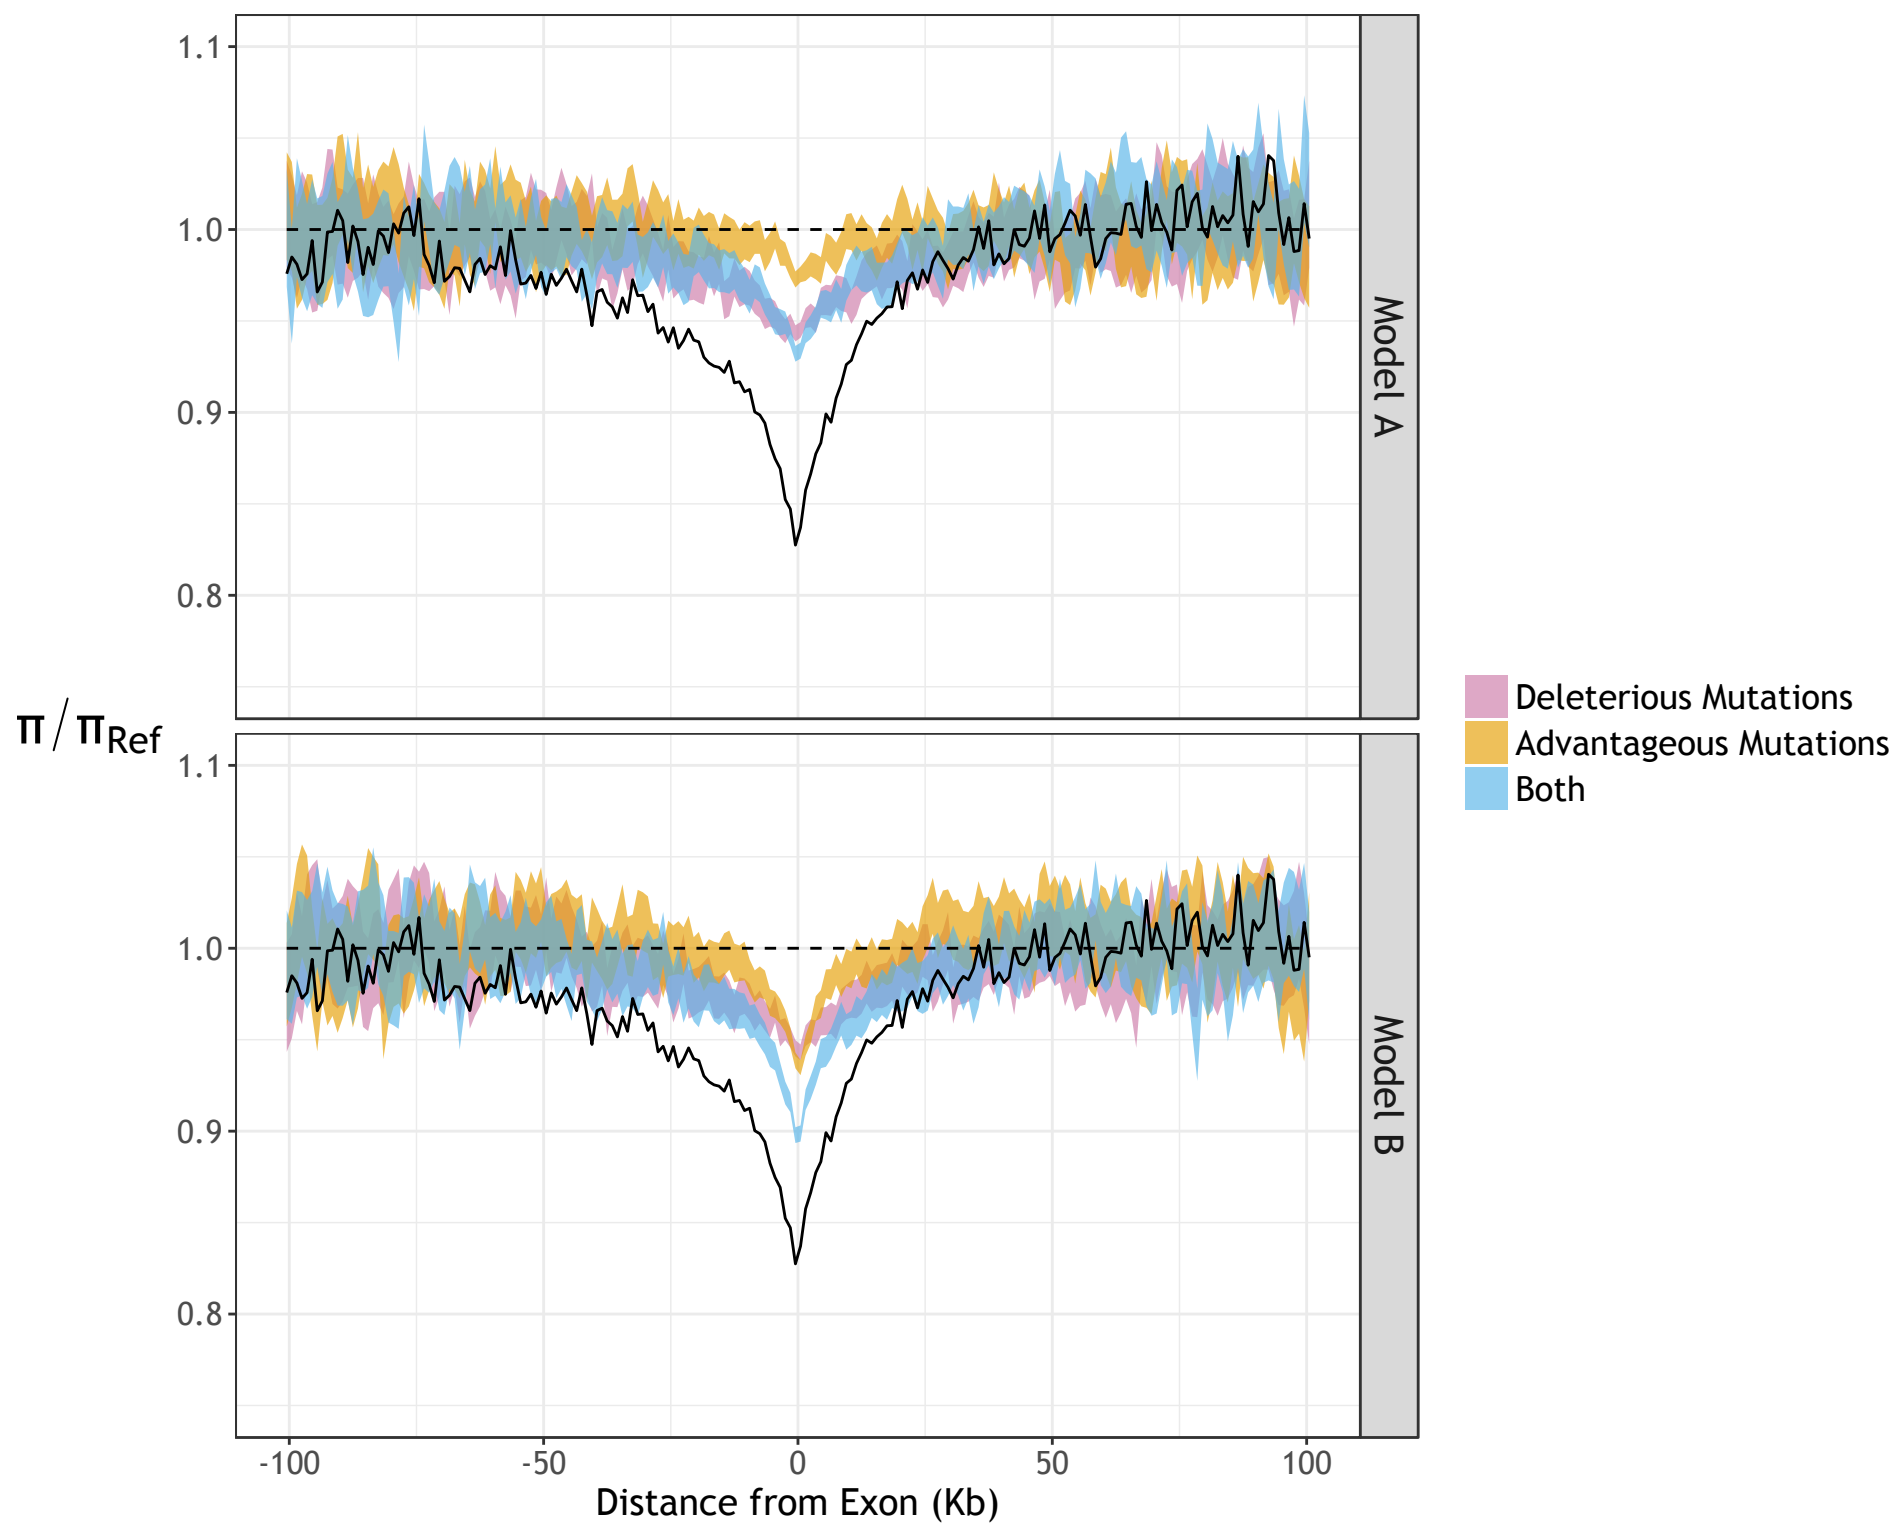 1.1
1.0
0.9
0.8
Model A
π/πRef
1.1
1.0
0.9
0.8
Model B
-100 -50 0 50 100
Distance from Exon (Kb)
Deleterious Mutations
Advantageous Mutations
Both